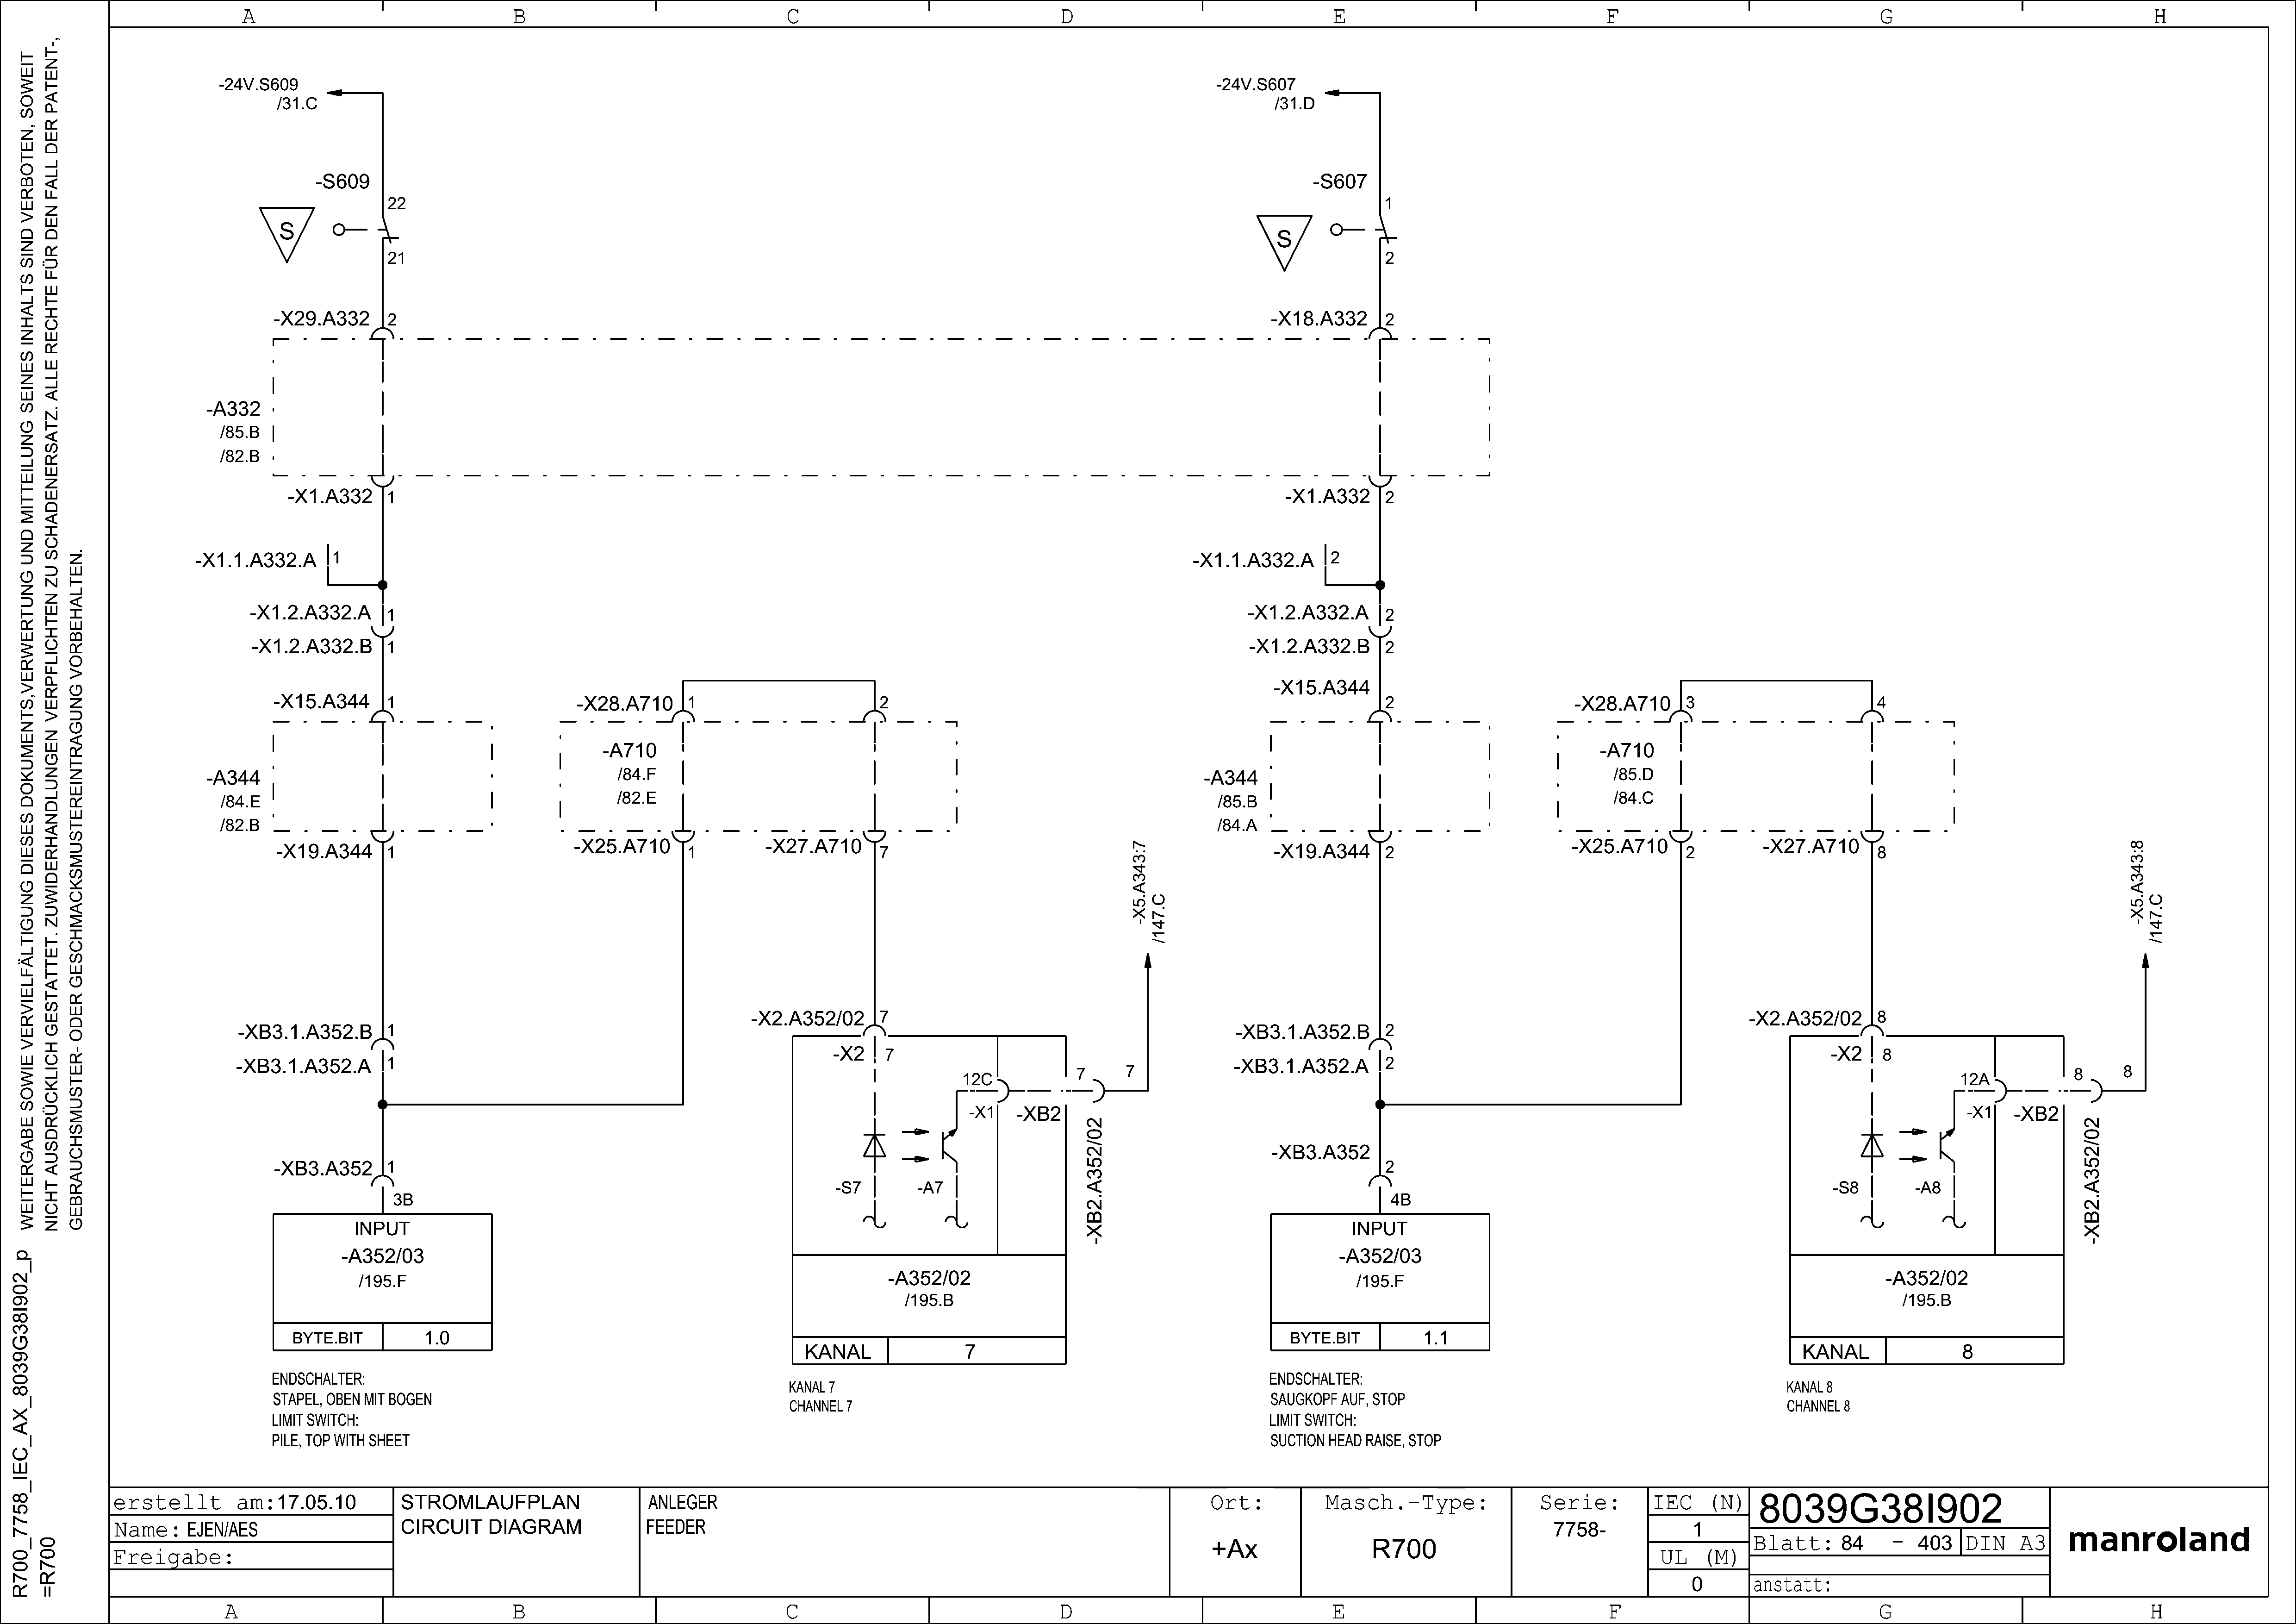 A B C D E F G H
WEITERGABE SOWIE VERVIELFÄLTIGUNG DIESES DOKUMENTS,VERWERTUNG UND MITTEILUNG SEINES INHALTS SIND VERBOTEN, SOWEIT
NICHT AUSDRÜCKLICH GESTATTET. ZUWIDERHANDLUNGEN VERPFLICHTEN ZU SCHADENERSATZ. ALLE RECHTE FÜR DEN FALL DER PATENT-,
GEBRAUCHSMUSTER- ODER GESCHMACKSMUSTEREINTRAGUNG VORBEHALTEN.
R700_7758_IEC_AX_8039G38I902_p
=R700
-24V.S609
/31.C
-S609
22
S
21
-X29.A332 2
-A332
/85.B
/82.B
-X1.A332 1
-X1.1.A332.A 1
-X1.2.A332.A 1
-X1.2.A332.B 1
-X15.A344 1
-A344
/84.E
/82.B
-X19.A344 1
-XB3.1.A352.B 1
-XB3.1.A352.A 1
-XB3.A352 1
3B
INPUT
-A352/03
/195.F
BYTE.BIT 1.0
ENDSCHALTER:
STAPEL, OBEN MIT BOGEN
LIMIT SWITCH:
PILE, TOP WITH SHEET
-X28.A710 1 2
-A710
/84.F
/82.E
-X25.A710 1
-X27.A710 7
-X5.A343:7
/147.C
-X2.A352/02 7
-X2 7
12C
-X1
-XB2
7 7
-XB2.A352/02
-S7
-A7
-A352/02
/195.B
KANAL 7
KANAL 7
CHANNEL 7
-24V.S607
/31.D
-S607
1
S
2
-X18.A332 2
-X1.A332 2
-X1.1.A332.A 2
-X1.2.A332.A 2
-X1.2.A332.B 2
-X15.A344
2
-A344
/85.B
/84.A
-X19.A344 2
-XB3.1.A352.B 2
-XB3.1.A352.A 2
-XB3.A352
2
4B
INPUT
-A352/03
/195.F
BYTE.BIT 1.1
ENDSCHALTER:
SAUGKOPF AUF, STOP
LIMIT SWITCH:
SUCTION HEAD RAISE, STOP
-X28.A710 3 4
-A710
/85.D
/84.C
-X25.A710 2
-X27.A710 8
-X5.A343:8
/147.C
-X2.A352/02 8
-X2 8
12A
-X1
-XB2
8 8
-XB2.A352/02
-S8
-A8
-A352/02
/195.B
KANAL 8
KANAL 8
CHANNEL 8
erstellt am:17.05.10
Name: EJEN/AES
Freigabe:
STROMLAUFPLAN
CIRCUIT DIAGRAM
ANLEGER
FEEDER
Ort:
+Ax
Masch.-Type:
R700
Serie:
7758-
IEC (N)
1
UL (M)
0
8039G38I902
Blatt: 84 - 403 DIN A3
anstatt:
manroland
A B C D E F G H